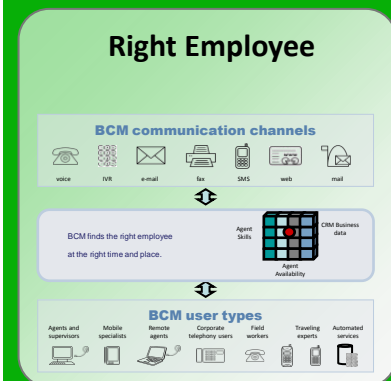 Right Employee
BCM communication channels
voice IVR e-mail fax SMS web mail
BCM finds the right employee
at the right time and place.
Agent
Skills
CRM Business
data
Agent
Availability
BCM user types
Agents and
supervisors
Mobile
specialists
Remote
agents
Corporate
telephony users
Field
workers
Traveling
experts
Automated
services